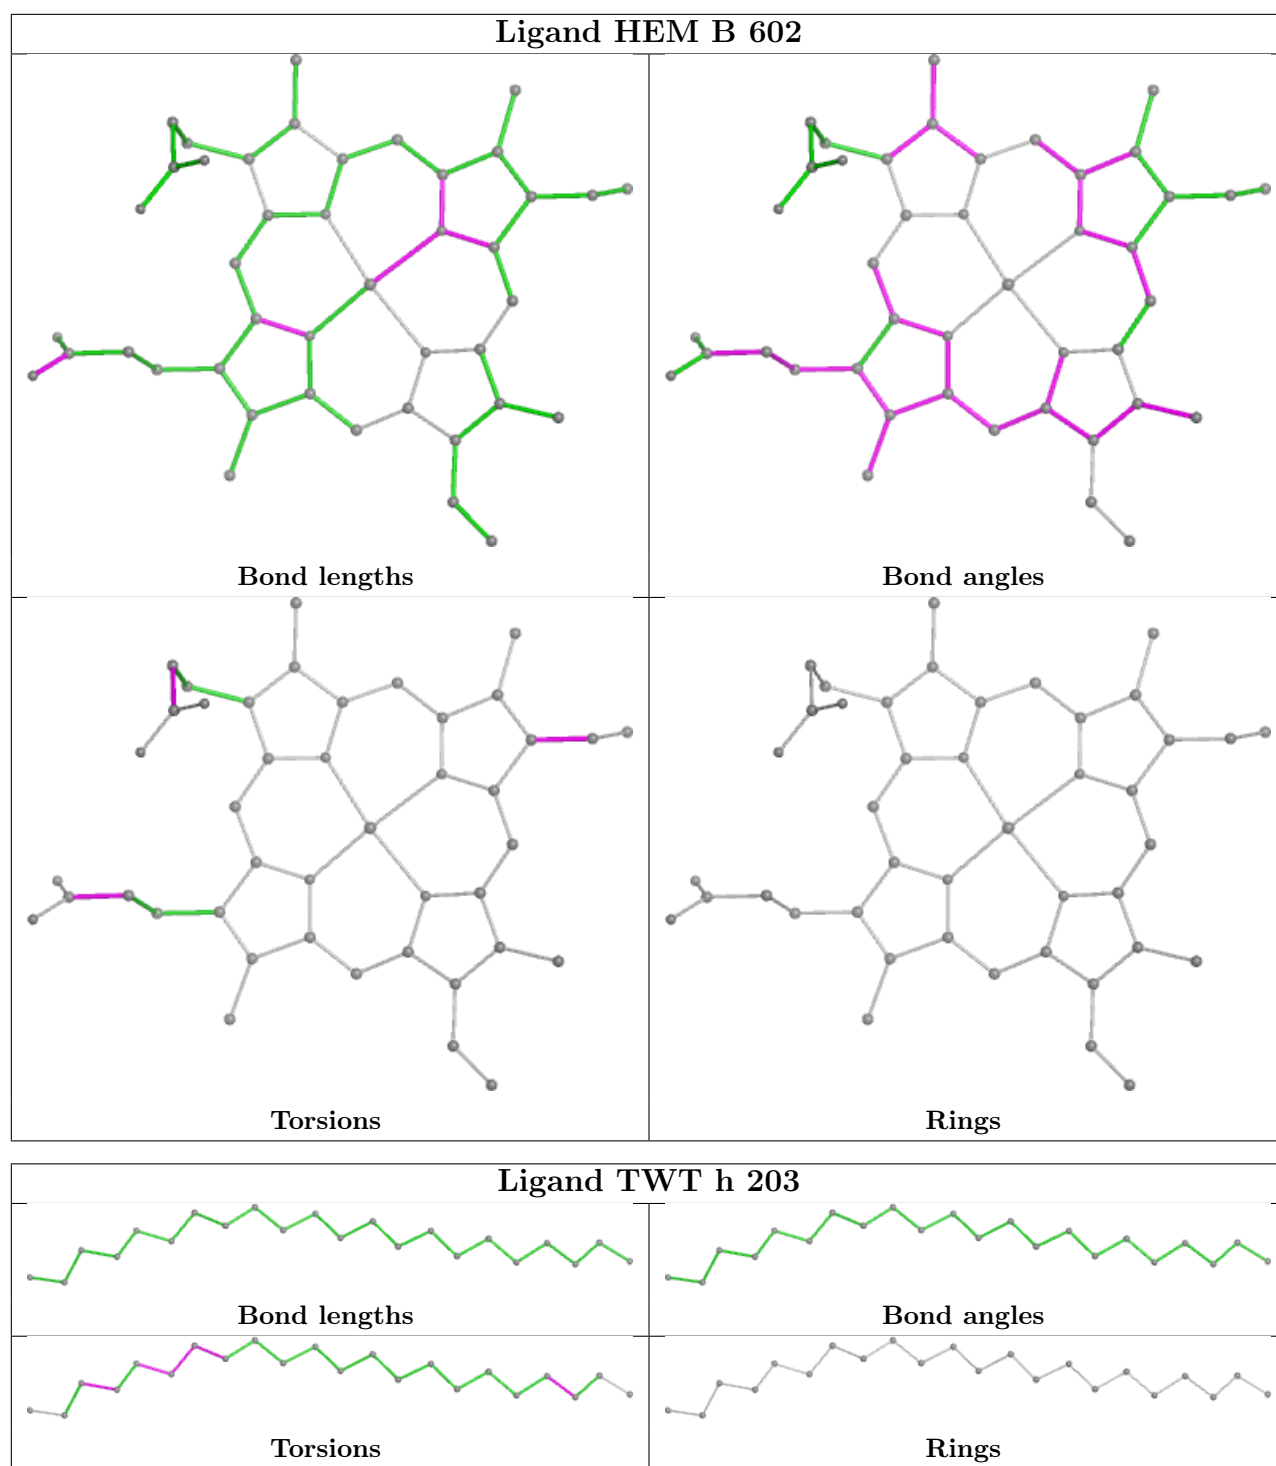 Ligand HEM B 602
Bond lengths
Bond angles
Torsions
Rings
Ligand TWT h 203
Bond lengths
Bond angles
Torsions
Rings